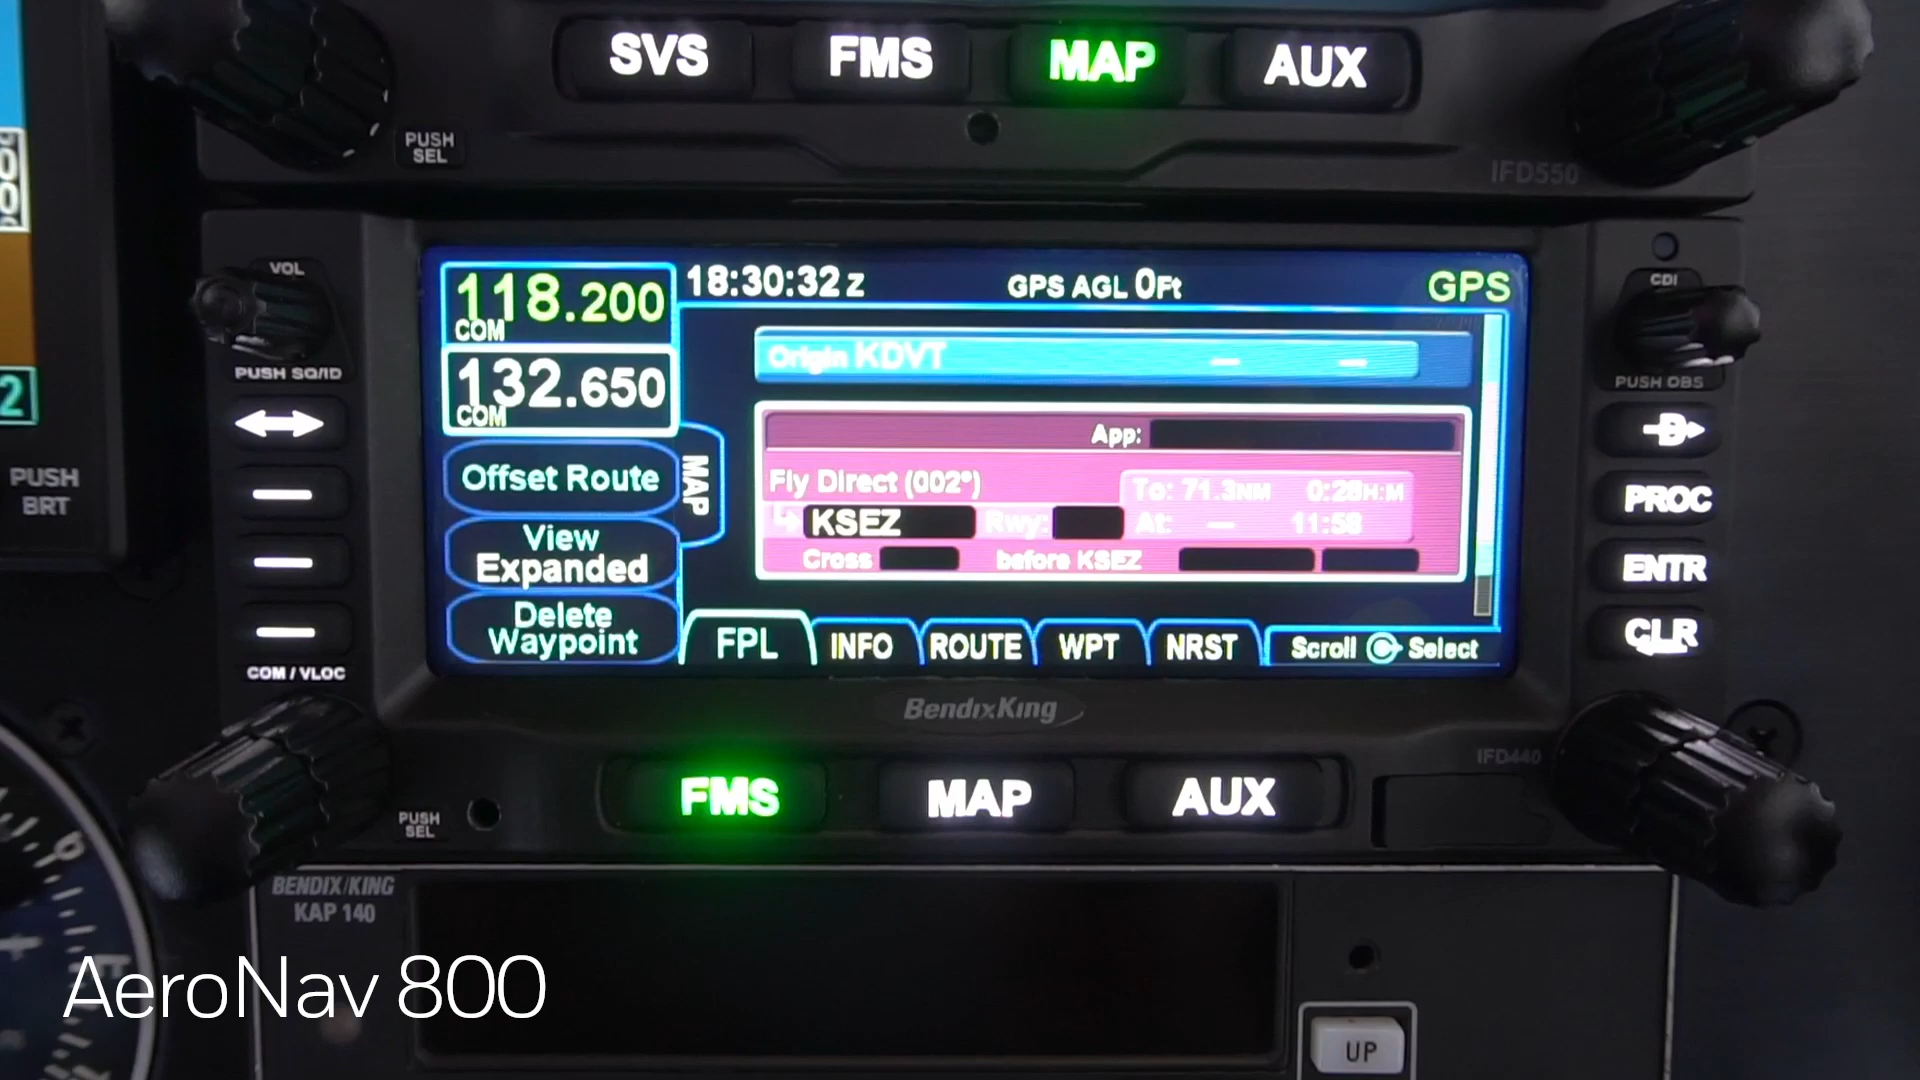 SVS FMS MAP AUX
PUSH
SEL
IFD550
VOL
PUSH SQ/ID
118.200
COM
132.650
COM
18:30:32 Z
GPS AGL 0Ft
GPS
CDI
PUSH OBS
2
PUSH
BRT
Offset Route
View
Expanded
Delete
Waypoint
MAP
Origin KDVT — —
App:
Fly Direct (002°)
To: 71.3NM 0:28H:M
KSEZ Rwy: At: — 11:58
Cross before KSEZ
FPL INFO ROUTE WPT NRST Scroll Select
D
PROC
ENTR
CLR
COM / VLOC
BendixKing
IFD440
PUSH
SEL
FMS MAP AUX
BENDIX/KING
KAP 140
AeroNav 800
UP